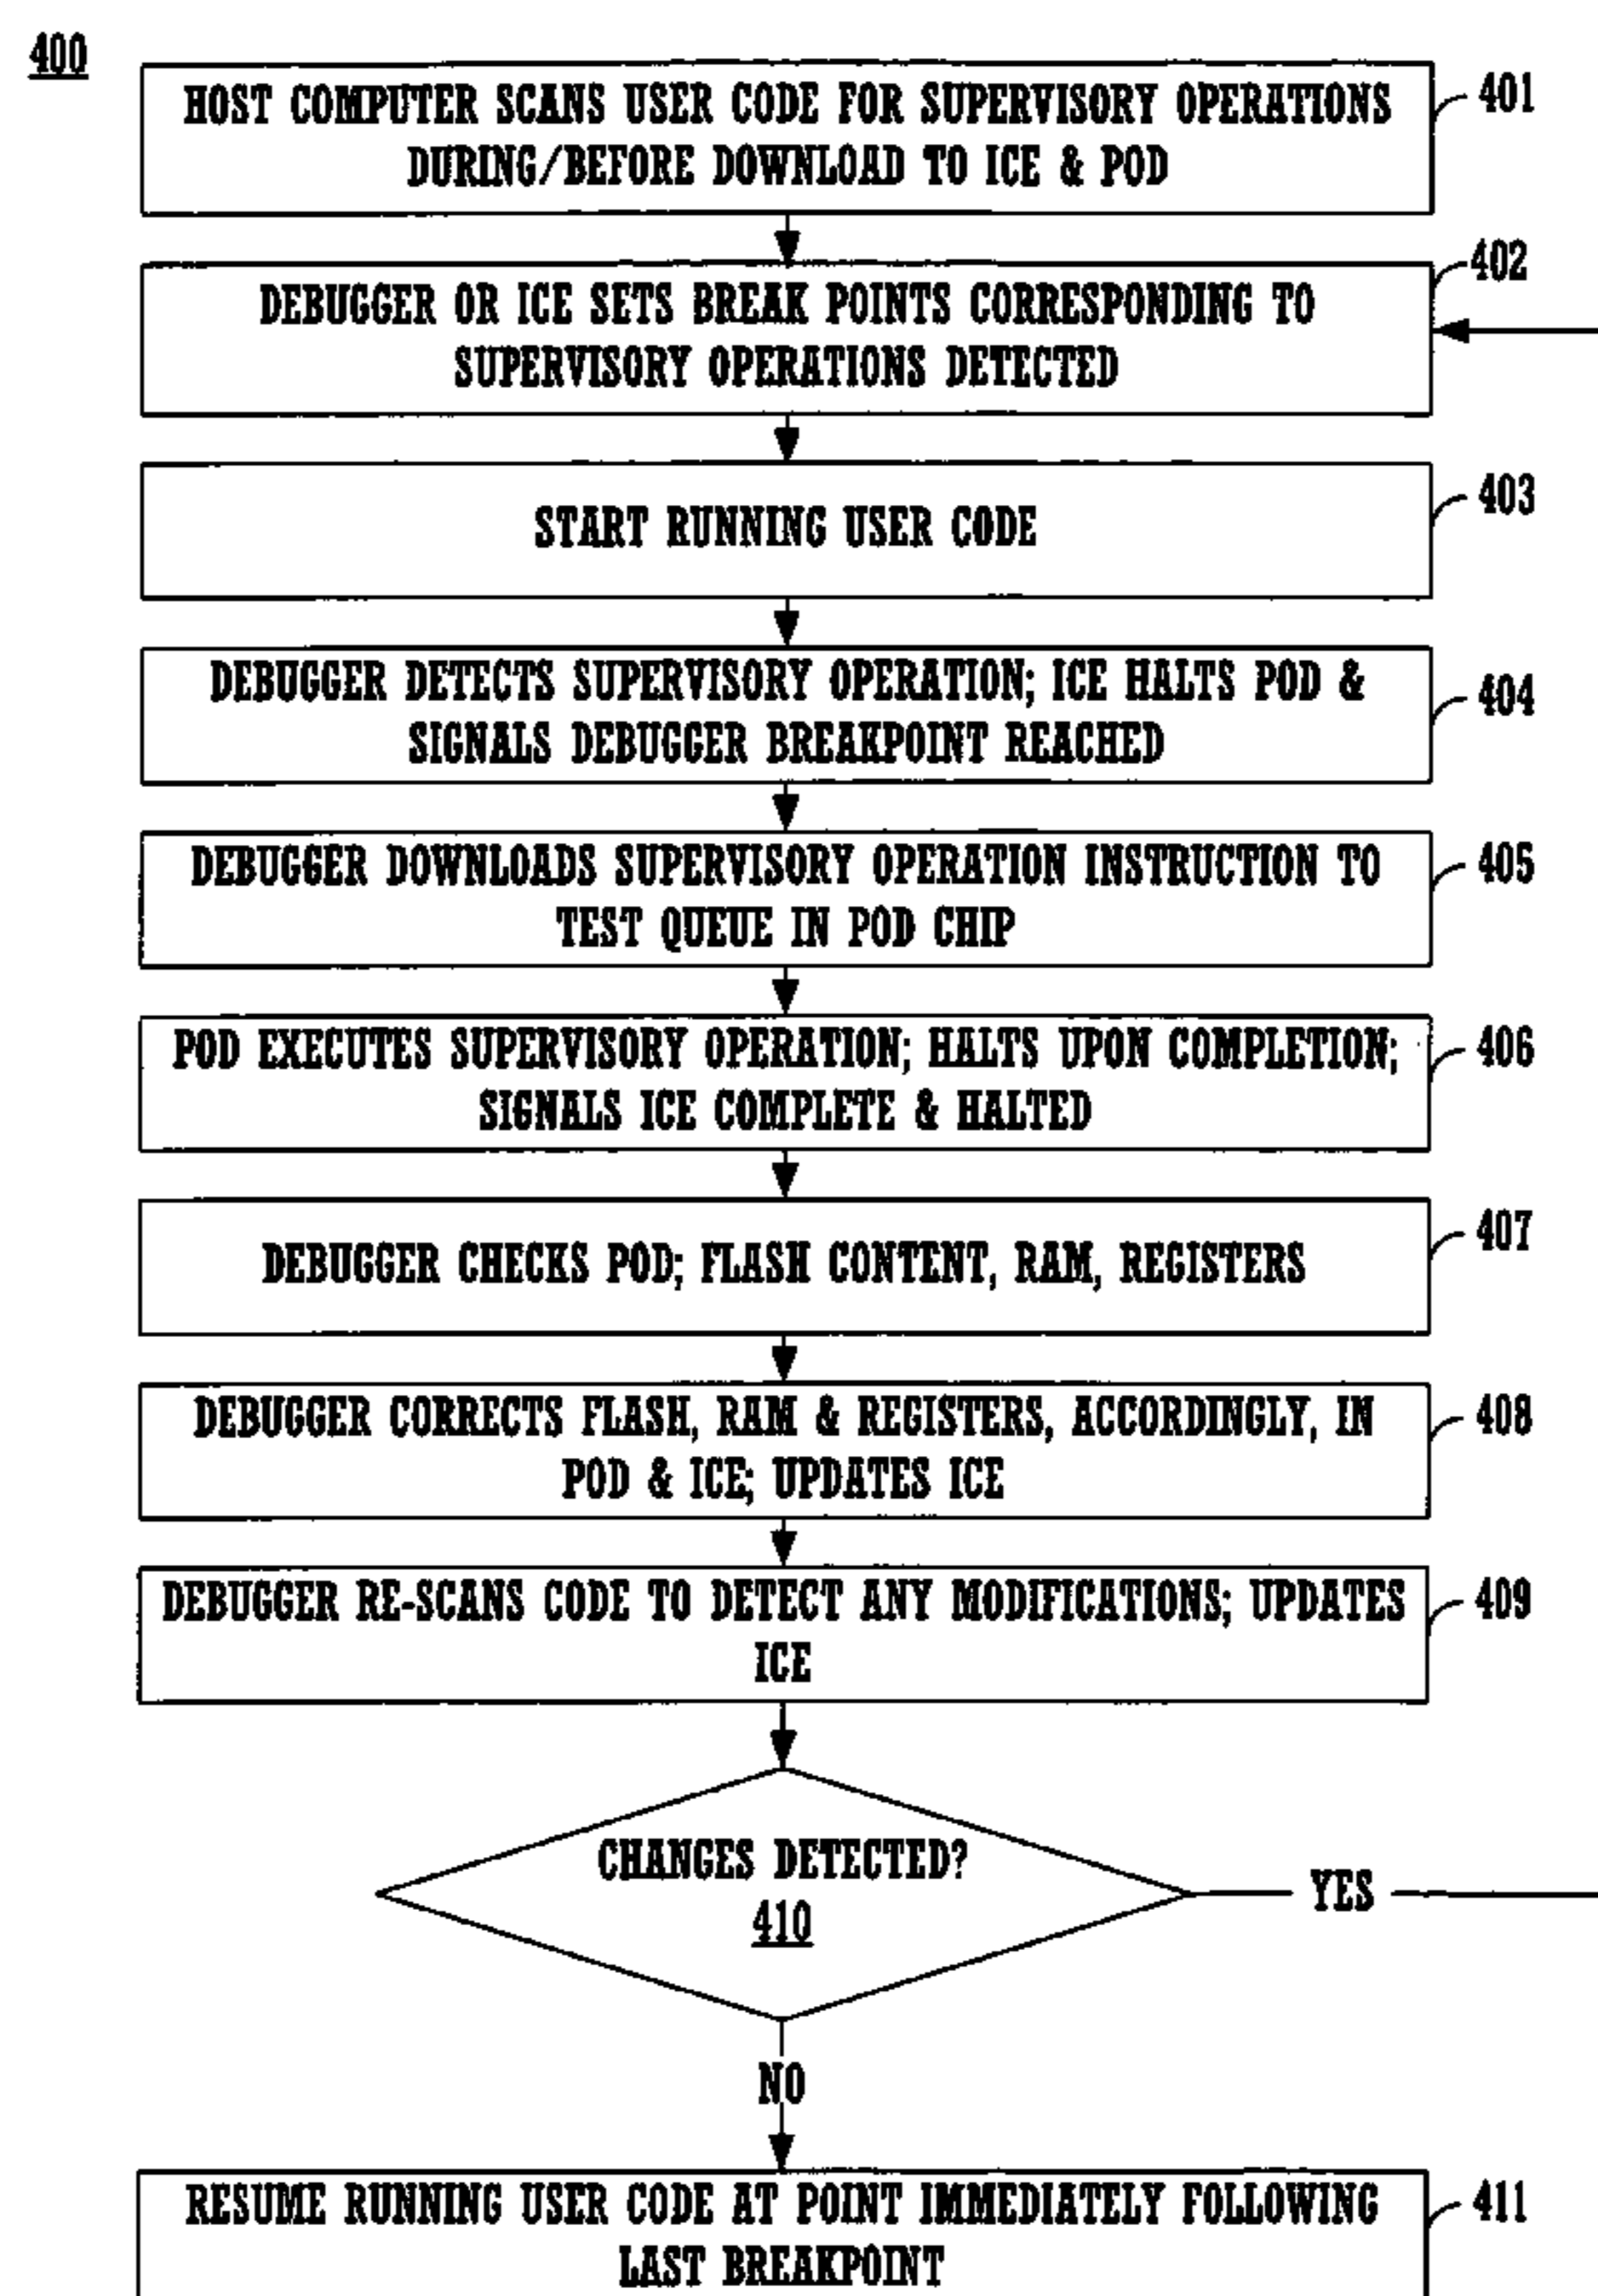 400
HOST COMPUTER SCANS USER CODE FOR SUPERVISORY OPERATIONS
DURING/BEFORE DOWNLOAD TO ICE & POD
401
DEBUGGER OR ICE SETS BREAK POINTS CORRESPONDING TO
SUPERVISORY OPERATIONS DETECTED
402
START RUNNING USER CODE
403
DEBUGGER DETECTS SUPERVISORY OPERATION; ICE HALTS POD &
SIGNALS DEBUGGER BREAKPOINT REACHED
404
DEBUGGER DOWNLOADS SUPERVISORY OPERATION INSTRUCTION TO
TEST QUEUE IN POD CHIP
405
POD EXECUTES SUPERVISORY OPERATION; HALTS UPON COMPLETION;
SIGNALS ICE COMPLETE & HALTED
406
DEBUGGER CHECKS POD; FLASH CONTENT, RAM, REGISTERS
407
DEBUGGER CORRECTS FLASH, RAM & REGISTERS, ACCORDINGLY, IN
POD & ICE; UPDATES ICE
408
DEBUGGER RE-SCANS CODE TO DETECT ANY MODIFICATIONS; UPDATES
ICE
409
CHANGES DETECTED?
410
YES
NO
RESUME RUNNING USER CODE AT POINT IMMEDIATELY FOLLOWING
LAST BREAKPOINT
411